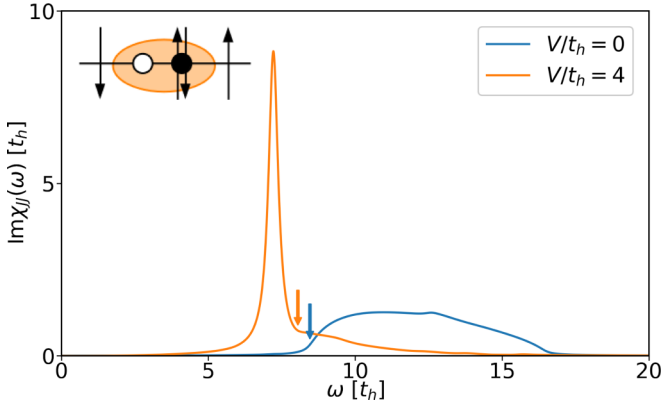 10
5
0
0
5
10
15
20
Imχ_JJ(ω) [t_h]
ω [t_h]
V/t_h = 0
V/t_h = 4